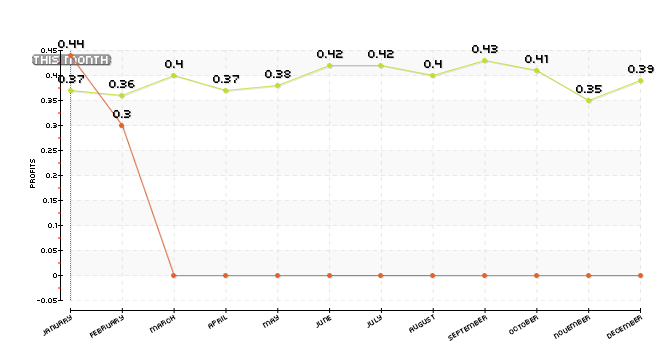 0.45
0.4
0.35
0.3
0.25
0.2
0.15
0.1
0.05
0
-0.05
PROFITS
THIS MONTH
0.44
0.3
0.37
0.36
0.4
0.37
0.38
0.42
0.42
0.4
0.43
0.41
0.35
0.39
JANUARY
FEBRUARY
MARCH
APRIL
MAY
JUNE
JULY
AUGUST
SEPTEMBER
OCTOBER
NOVEMBER
DECEMBER